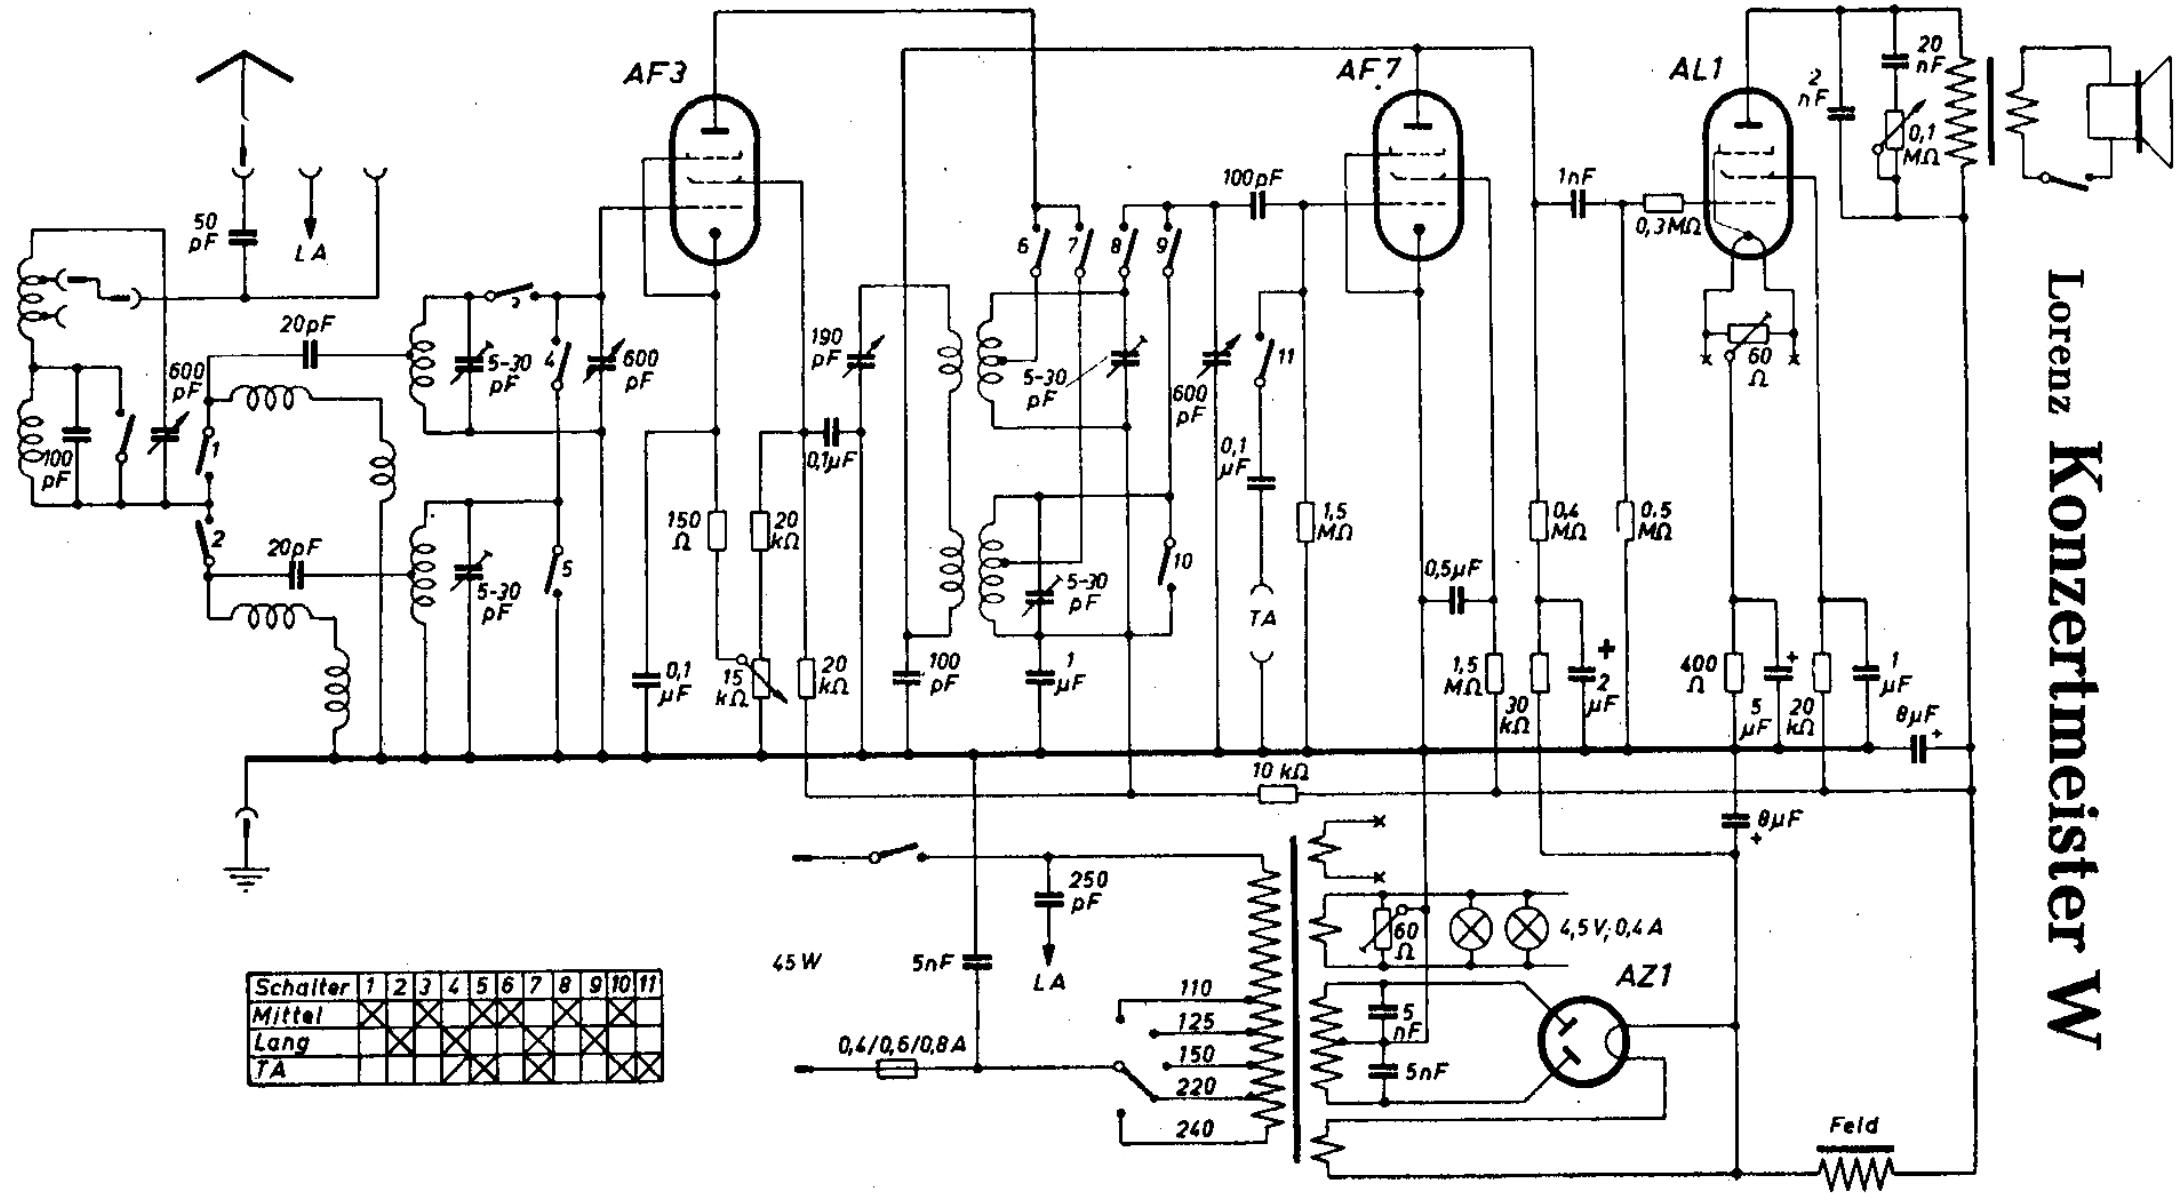 AF3
AF7
AL1
20
nF
2
nF
0,1
MΩ
50
pF
LA
100pF
1nF
0,3MΩ
6
7
8
9
20pF
5-30
pF
4
600
pF
190
pF
5-30
pF
600
pF
11
60
Ω
600
pF
100
pF
1
0,1µF
0,1
µF
2
20pF
150
Ω
20
kΩ
1,5
MΩ
0,4
MΩ
0.5
MΩ
5-30
pF
5
5-30
pF
10
TA
0,5µF
0,1
µF
15
kΩ
20
kΩ
100
pF
1
µF
1,5
MΩ
30
kΩ
+
2
µF
400
Ω
+
5
µF
20
kΩ
1
µF
8µF
+
10 kΩ
8µF
+
250
pF
LA
45W
5nF
60
Ω
4,5V; 0,4A
AZ1
110
125
150
220
240
5
nF
5nF
0,4/0,6/0,8A
Feld
Schalter 1 2 3 4 5 6 7 8 9 10 11
Mittel
Lang
TA
Lorenz Konzertmeister W